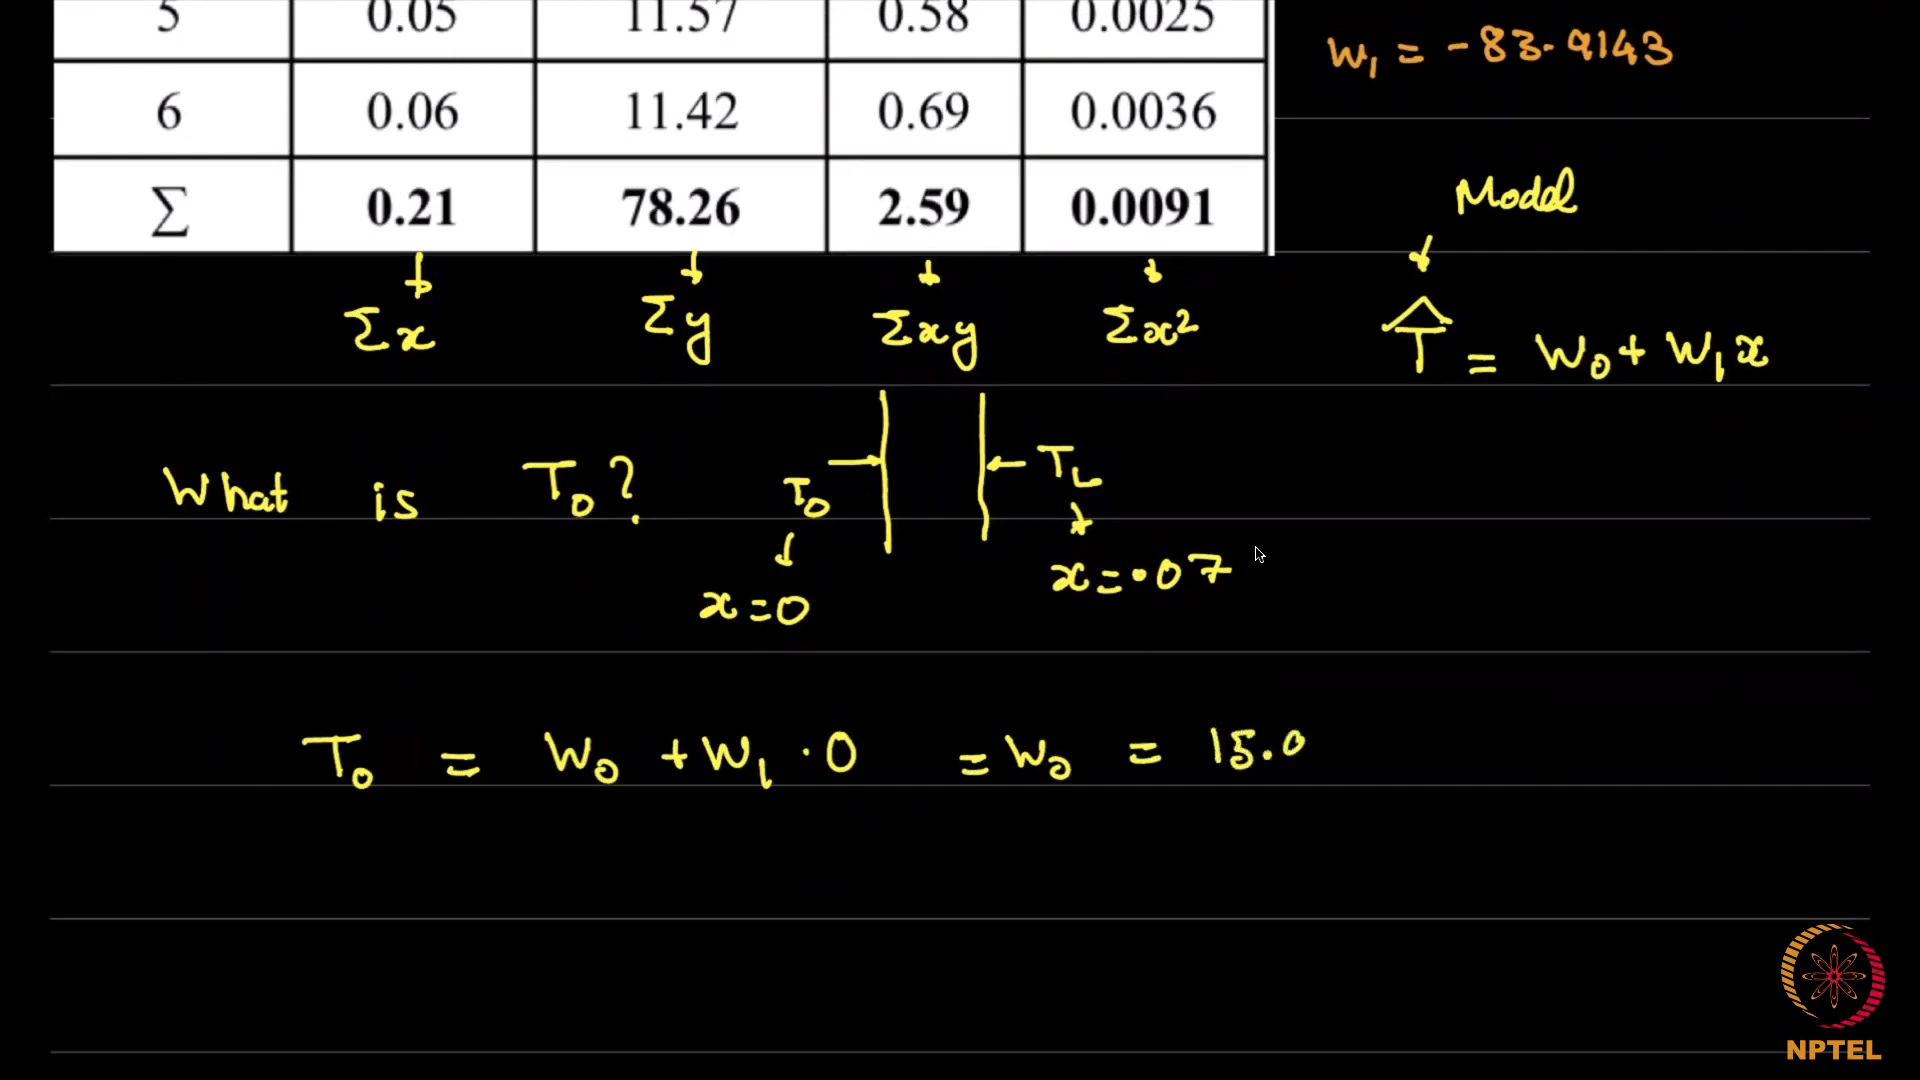 5 0.05 11.57 0.58 0.0025
w₁ = -83.9143
6 0.06 11.42 0.69 0.0036
∑ 0.21 78.26 2.59 0.0091
Model
Σx Σy Σxy Σx²
T̂ = w₀ + w₁x
What is T₀?
T₀ T_L
x=0 x=.07
T₀ = w₀ + w₁ · 0 = w₀ = 15.0
NPTEL